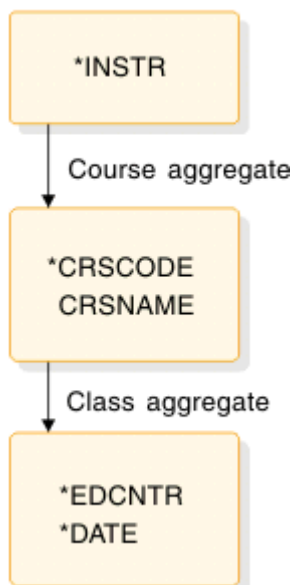 *INSTR
Course aggregate
*CRSCODE
CRSNAME
Class aggregate
*EDCNTR
*DATE